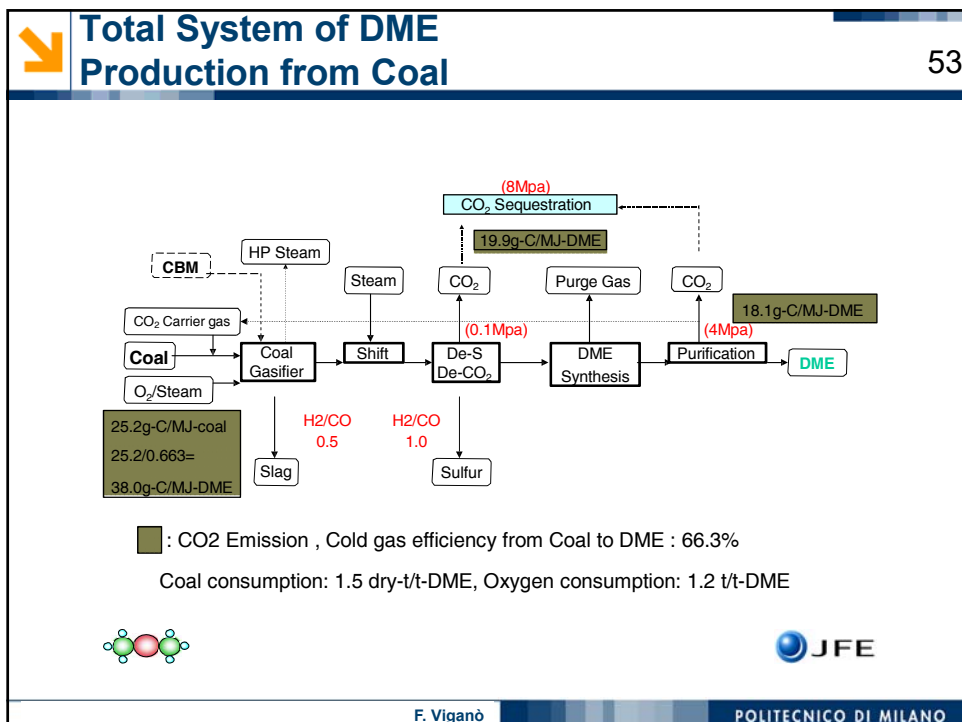 Total System of DME
Production from Coal
53
(8Mpa)
CO₂ Sequestration
19.9g-C/MJ-DME
HP Steam
CBM
Steam
CO₂
Purge Gas
CO₂
18.1g-C/MJ-DME
CO₂ Carrier gas
(0.1Mpa)
(4Mpa)
Coal
Coal
Gasifier
Shift
De-S
De-CO₂
DME
Synthesis
Purification
DME
O₂/Steam
25.2g-C/MJ-coal
25.2/0.663=
38.0g-C/MJ-DME
H2/CO
0.5
H2/CO
1.0
Slag
Sulfur
: CO2 Emission , Cold gas efficiency from Coal to DME : 66.3%
Coal consumption: 1.5 dry-t/t-DME, Oxygen consumption: 1.2 t/t-DME
JFE
F. Viganò
POLITECNICO DI MILANO